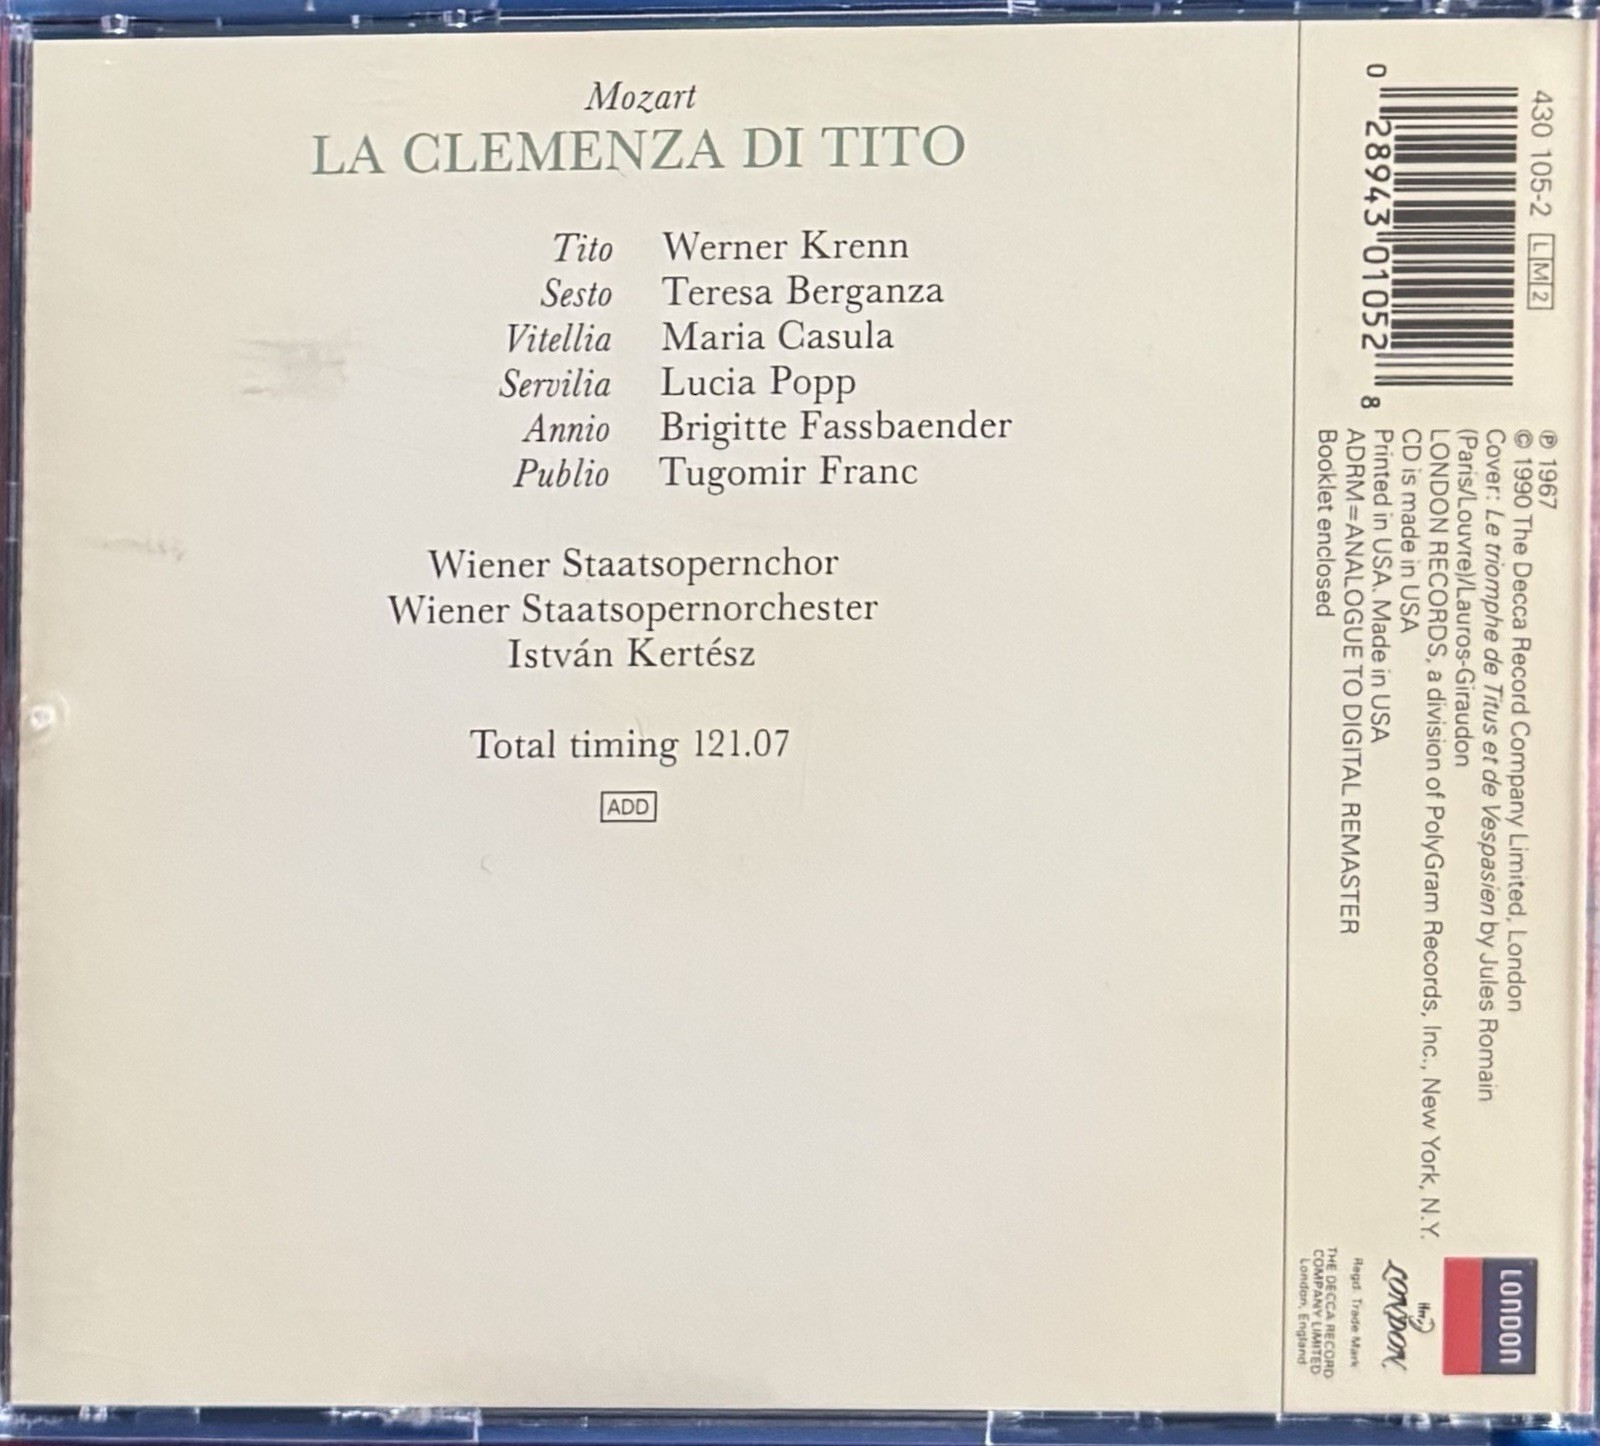 Mozart
LA CLEMENZA DI TITO
Tito Werner Krenn
Sesto Teresa Berganza
Vitellia Maria Casula
Servilia Lucia Popp
Annio Brigitte Fassbaender
Publio Tugomir Franc
Wiener Staatsopernchor
Wiener Staatsopernorchester
István Kertész
Total timing 121.07
ADD
430 105-2 LM2
0 28943 01052 8
℗ 1967
© 1990 The Decca Record Company Limited, London
Cover: Le triomphe de Titus et de Vespasien by Jules Romain
(Paris/Louvre)/Lauros-Giraudon
LONDON RECORDS, a division of PolyGram Records, Inc., New York, N.Y.
CD is made in USA
Printed in USA. Made in USA
ADRM=ANALOGUE TO DIGITAL REMASTER
Booklet enclosed
LONDON
ffrr
LONDON
Regd. Trade Mark
THE DECCA RECORD
COMPANY LIMITED
London, England